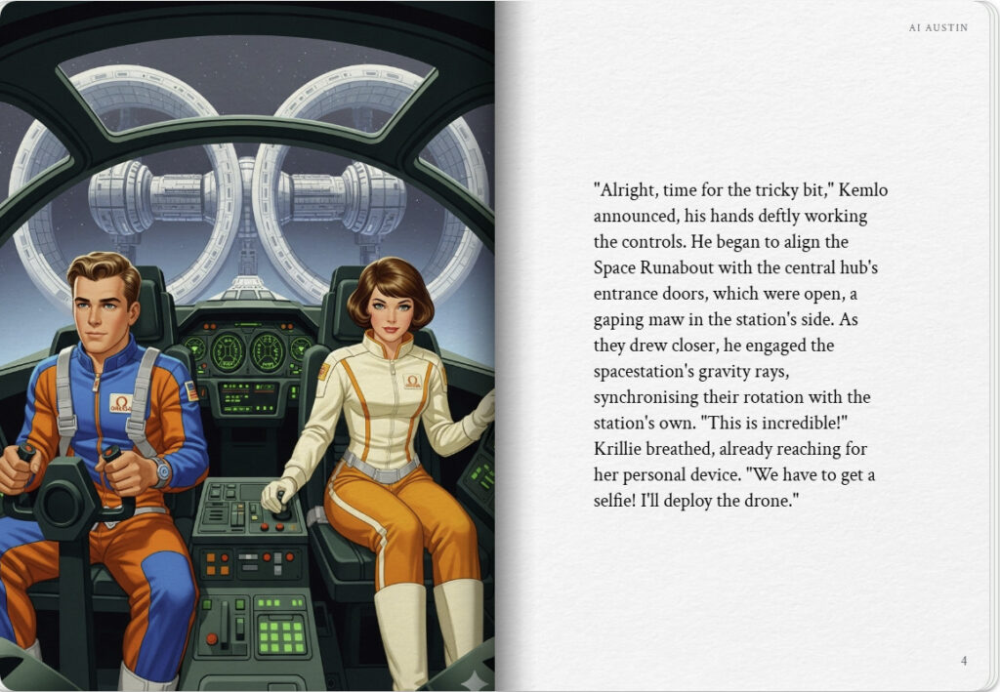 AI AUSTIN
"Alright, time for the tricky bit," Kemlo
announced, his hands deftly working
the controls. He began to align the
Space Runabout with the central hub's
entrance doors, which were open, a
gaping maw in the station's side. As
they drew closer, he engaged the
spacestation's gravity rays,
synchronising their rotation with the
station's own. "This is incredible!"
Krillie breathed, already reaching for
her personal device. "We have to get a
selfie! I'll deploy the drone."
4